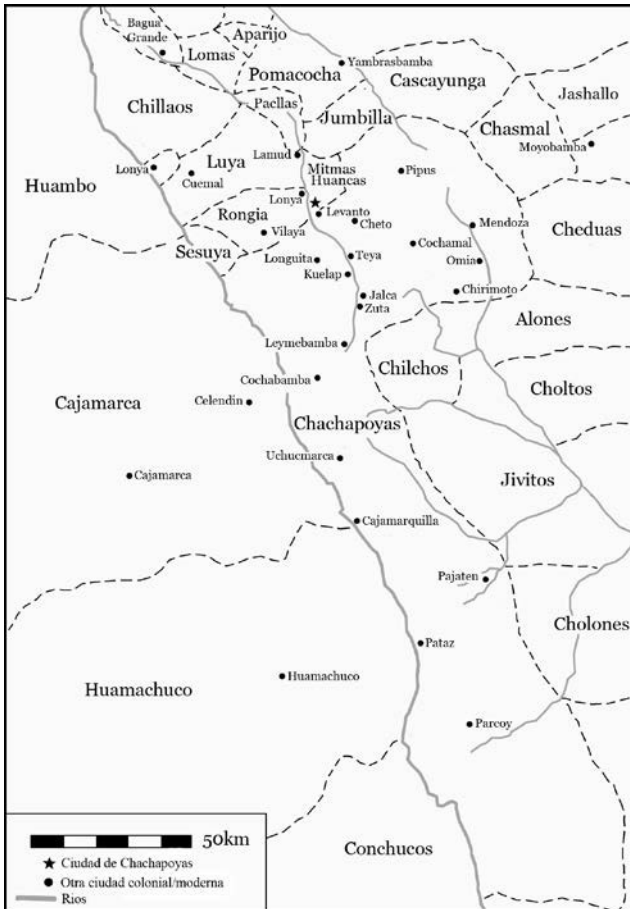 Bagua
Grande
Aparijo
Lomas
Yambrasbamba
Pomacocha
Cascayunga
Jashallo
Chillaos
Pacllas
Jumbilla
Chasmal
Moyobamba
Lamud
Luya
Mitmas
Huancas
Pipus
Lonya
Cuemal
Huambo
Lonya
Levanto
Rongia
Cheto
Mendoza
Cheduas
Vilaya
Cochamal
Sesuya
Longuita
Teya
Omia
Kuelap
Jalca
Chirimoto
Zuta
Alones
Leymebamba
Chilchos
Cochabamba
Choltos
Cajamarca
Celendin
Chachapoyas
Uchucmarca
Cajamarca
Jivitos
Cajamarquilla
Pajaten
Cholones
Pataz
Huamachuco
Huamachuco
Parcoy
Conchucos
50km
Ciudad de Chachapoyas
Otra ciudad colonial/moderna
Rios